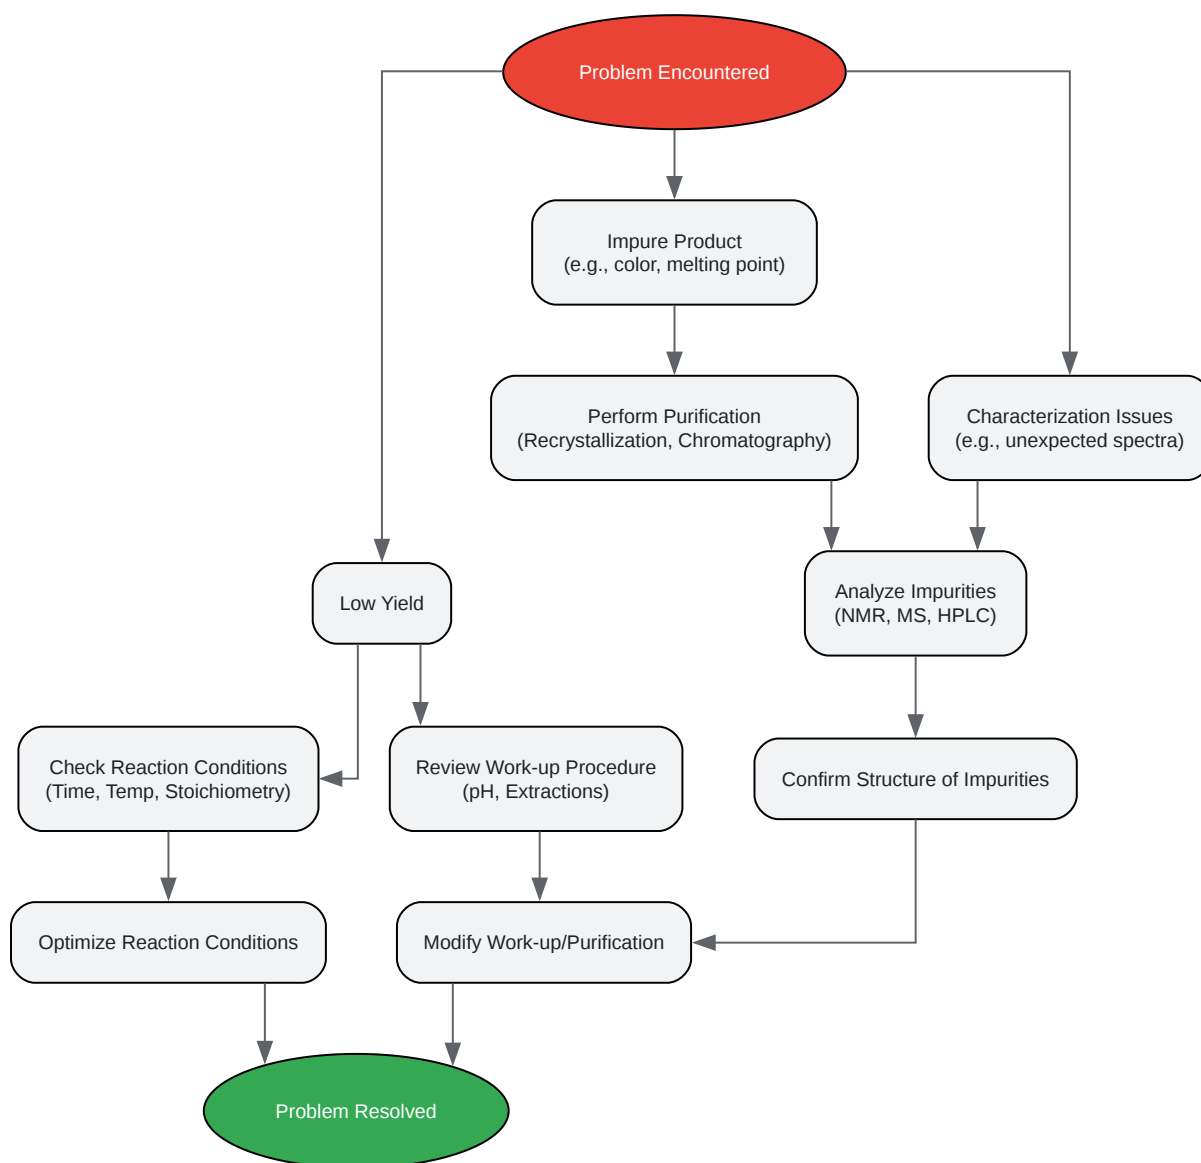 Problem Encountered
Impure Product
(e.g., color, melting point)
Perform Purification
(Recrystallization, Chromatography)
Characterization Issues
(e.g., unexpected spectra)
Analyze Impurities
(NMR, MS, HPLC)
Low Yield
Check Reaction Conditions
(Time, Temp, Stoichiometry)
Review Work-up Procedure
(pH, Extractions)
Confirm Structure of Impurities
Optimize Reaction Conditions
Modify Work-up/Purification
Problem Resolved